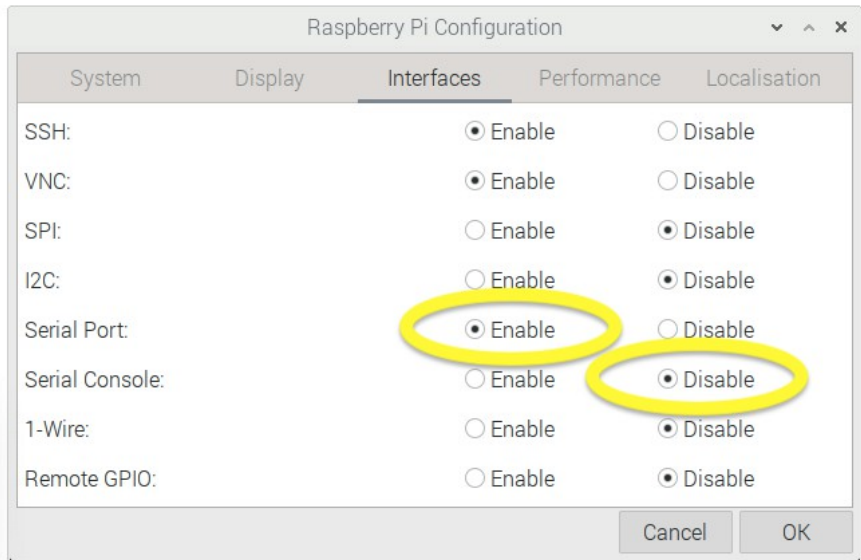 Raspberry Pi Configuration
System Display Interfaces Performance Localisation
SSH: Enable Disable
VNC: Enable Disable
SPI: Enable Disable
I2C: Enable Disable
Serial Port: Enable Disable
Serial Console: Enable Disable
1-Wire: Enable Disable
Remote GPIO: Enable Disable
Cancel OK